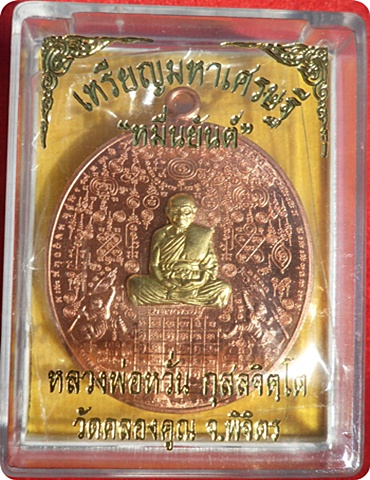 เหรียญมหาเศรษฐี
"หมื่นยันต์"
หลวงพ่อหวั่น กุสลจิตฺโต
วัดคลองคูณ จ.พิจิตร